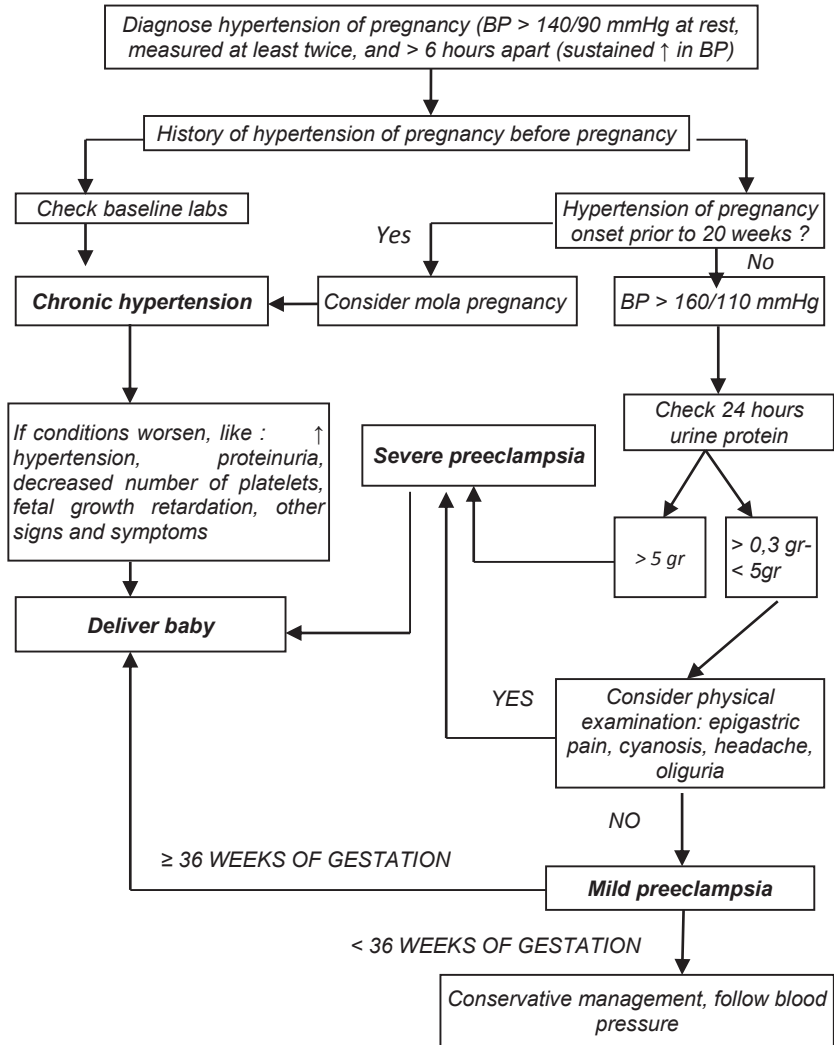 Diagnose hypertension of pregnancy (BP > 140/90 mmHg at rest,
measured at least twice, and > 6 hours apart (sustained ↑ in BP)
History of hypertension of pregnancy before pregnancy
Check baseline labs
Hypertension of pregnancy
onset prior to 20 weeks ?
Yes
No
Chronic hypertension
Consider mola pregnancy
BP > 160/110 mmHg
If conditions worsen, like : ↑
hypertension, proteinuria,
decreased number of platelets,
fetal growth retardation, other
signs and symptoms
Severe preeclampsia
Check 24 hours
urine protein
> 5 gr
> 0,3 gr-
< 5gr
Deliver baby
YES
Consider physical
examination: epigastric
pain, cyanosis, headache,
oliguria
NO
≥ 36 WEEKS OF GESTATION
Mild preeclampsia
< 36 WEEKS OF GESTATION
Conservative management, follow blood
pressure